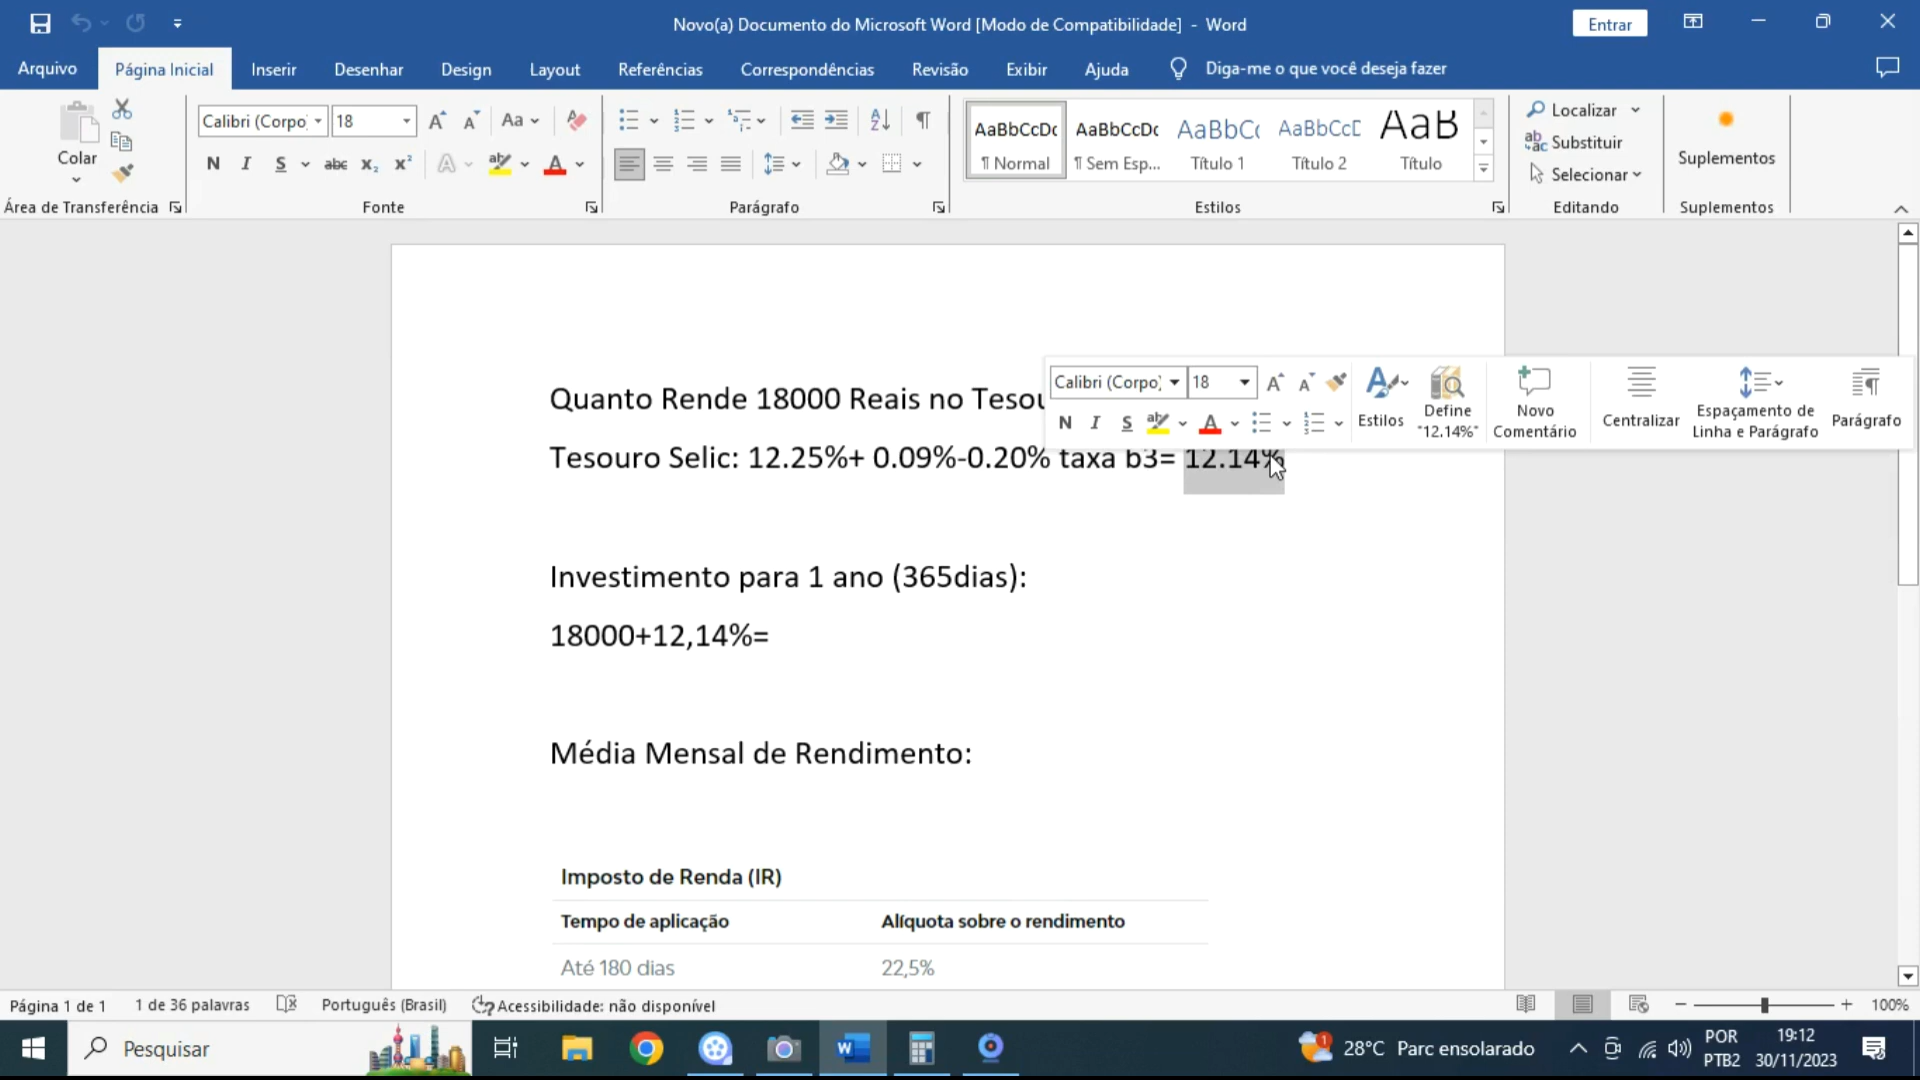 Novo(a) Documento do Microsoft Word [Modo de Compatibilidade] - Word
Entrar
Arquivo
Página Inicial
Inserir
Desenhar
Design
Layout
Referências
Correspondências
Revisão
Exibir
Ajuda
Diga-me o que você deseja fazer
Colar
Área de Transferência
Calibri (Corpo)
18
Aa
N I S abc x₂ x²
Fonte
Parágrafo
AaBbCcDc
¶ Normal
AaBbCcDc
¶ Sem Esp...
AaBbCc
Título 1
AaBbCcD
Título 2
AaB
Título
Estilos
Localizar
Substituir
Selecionar
Editando
Suplementos
Suplementos
Calibri (Corpo)
18
N I S
Estilos
Define
"12.14%"
Novo
Comentário
Centralizar
Espaçamento de
Linha e Parágrafo
Parágrafo
Quanto Rende 18000 Reais no Tesou
Tesouro Selic: 12.25%+ 0.09%-0.20% taxa b3= 12.14%
Investimento para 1 ano (365dias):
18000+12,14%=
Média Mensal de Rendimento:
Imposto de Renda (IR)
Tempo de aplicação Alíquota sobre o rendimento
Até 180 dias 22,5%
Página 1 de 1
1 de 36 palavras
Português (Brasil)
Acessibilidade: não disponível
100%
Pesquisar
1
28°C Parc ensolarado
POR
PTB2
19:12
30/11/2023